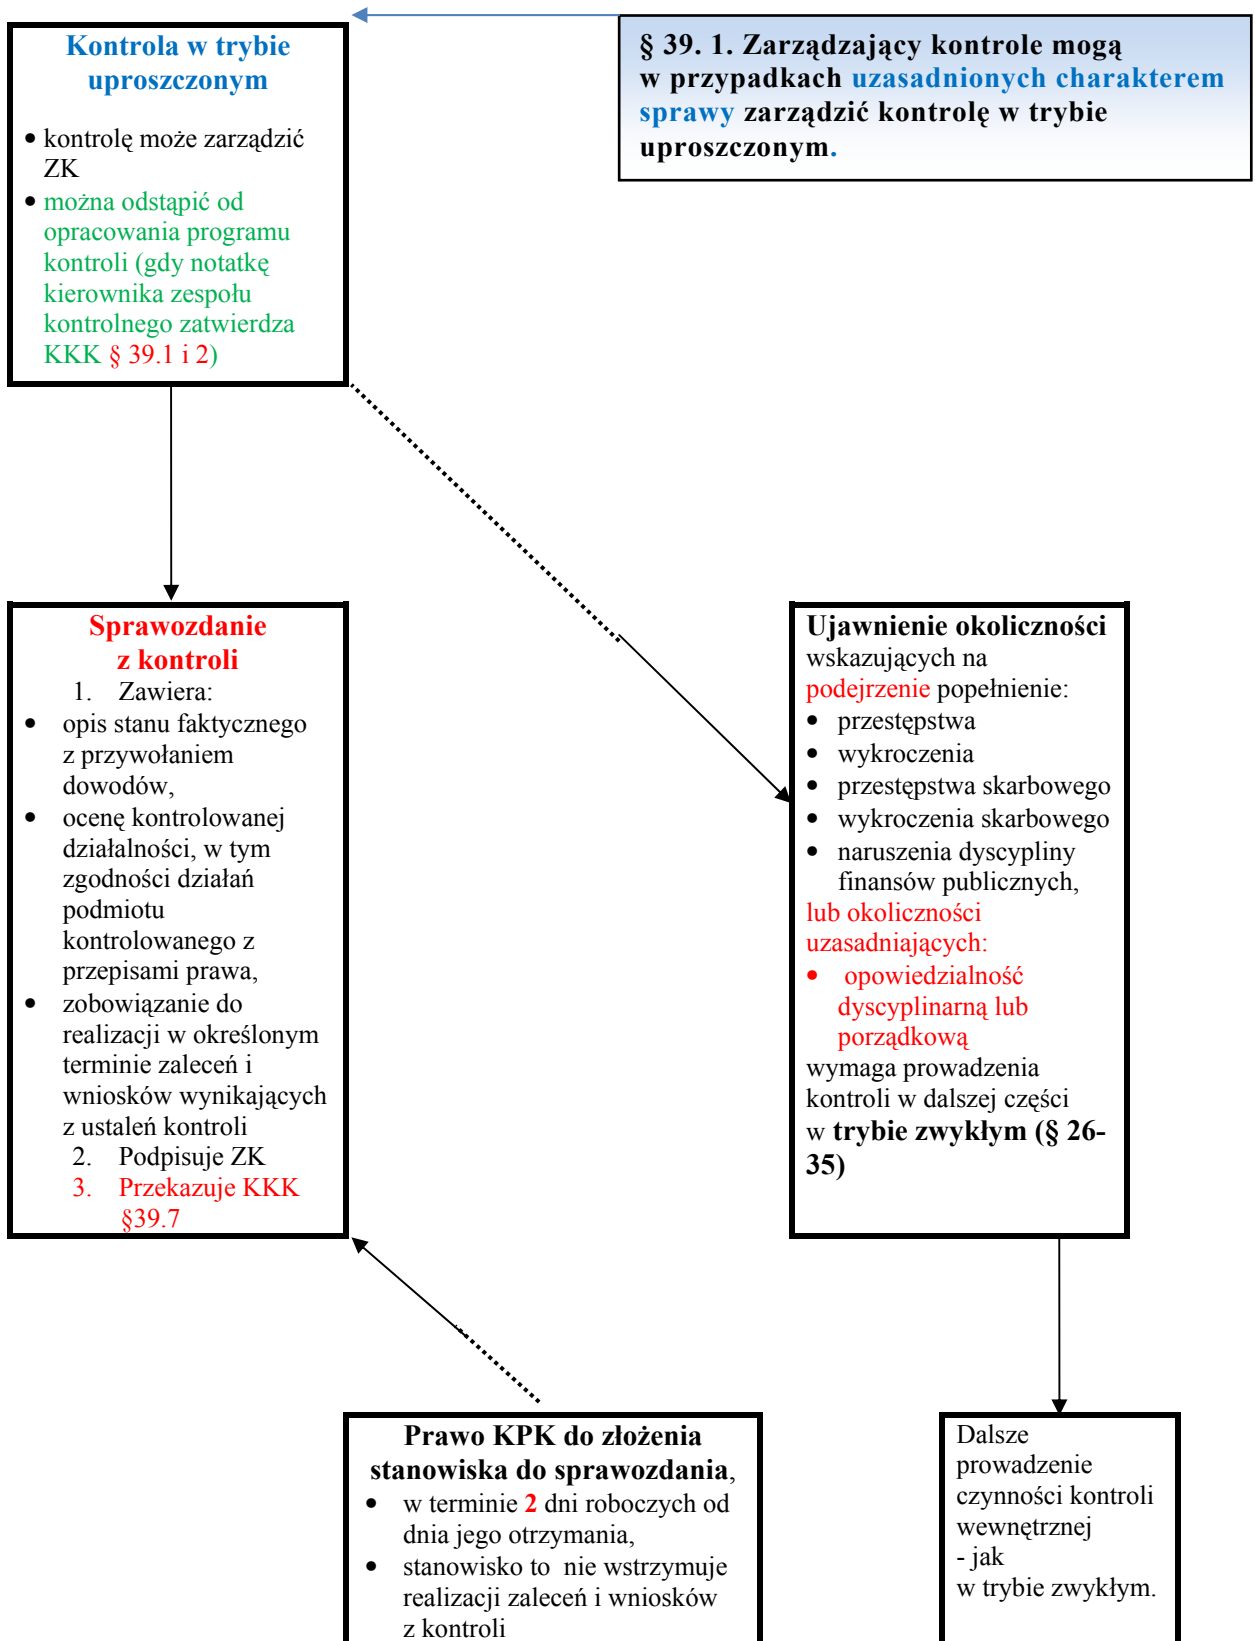 Kontrola w trybie
uproszczonym
• kontrolę może zarządzić
ZK
• można odstąpić od
opracowania programu
kontroli (gdy notatkę
kierownika zespołu
kontrolnego zatwierdza
KKK § 39.1 i 2)
§ 39. 1. Zarządzający kontrole mogą
w przypadkach uzasadnionych charakterem
sprawy zarządzić kontrolę w trybie
uproszczonym.
Sprawozdanie
z kontroli
1. Zawiera:
• opis stanu faktycznego
z przywołaniem
dowodów,
• ocenę kontrolowanej
działalności, w tym
zgodności działań
podmiotu
kontrolowanego z
przepisami prawa,
• zobowiązanie do
realizacji w określonym
terminie zaleceń i
wniosków wynikających
z ustaleń kontroli
2. Podpisuje ZK
3. Przekazuje KKK
§39.7
Ujawnienie okoliczności
wskazujących na
podejrzenie popełnienie:
• przestępstwa
• wykroczenia
• przestępstwa skarbowego
• wykroczenia skarbowego
• naruszenia dyscypliny
finansów publicznych,
lub okoliczności
uzasadniających:
• opowiedzialność
dyscyplinarną lub
porządkową
wymaga prowadzenia
kontroli w dalszej części
w trybie zwykłym (§ 26-
35)
Prawo KPK do złożenia
stanowiska do sprawozdania,
• w terminie 2 dni roboczych od
dnia jego otrzymania,
• stanowisko to nie wstrzymuje
realizacji zaleceń i wniosków
z kontroli
Dalsze
prowadzenie
czynności kontroli
wewnętrznej
- jak
w trybie zwykłym.